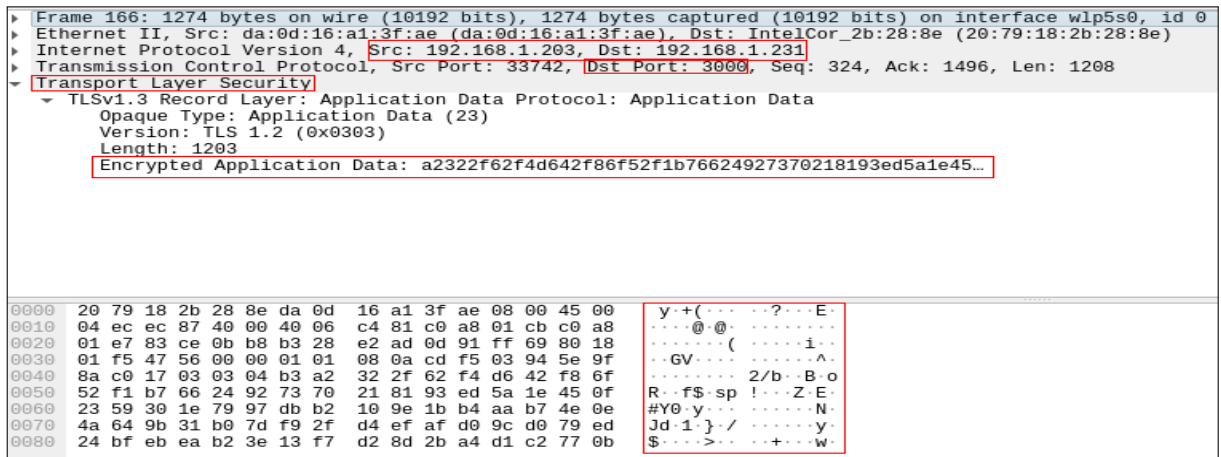 Frame 166: 1274 bytes on wire (10192 bits), 1274 bytes captured (10192 bits) on interface wlp5s0, id 0
Ethernet II, Src: da:0d:16:a1:3f:ae (da:0d:16:a1:3f:ae), Dst: IntelCor_2b:28:8e (20:79:18:2b:28:8e)
Internet Protocol Version 4, Src: 192.168.1.203, Dst: 192.168.1.231
Transmission Control Protocol, Src Port: 33742, Dst Port: 3000, Seq: 324, Ack: 1496, Len: 1208
Transport Layer Security
TLSv1.3 Record Layer: Application Data Protocol: Application Data
Opaque Type: Application Data (23)
Version: TLS 1.2 (0x0303)
Length: 1203
Encrypted Application Data: a2322f62f4d642f86f52f1b76624927370218193ed5a1e45…
0000 20 79 18 2b 28 8e da 0d 16 a1 3f ae 08 00 45 00 y·+(··· ··?···E·
0010 04 ec ec 87 40 00 40 06 c4 81 c0 a8 01 cb c0 a8 ····@·@· ········
0020 01 e7 83 ce 0b b8 b3 28 e2 ad 0d 91 ff 69 80 18 ·······( ·····i··
0030 01 f5 47 56 00 00 01 01 08 0a cd f5 03 94 5e 9f ··GV···· ······^·
0040 8a c0 17 03 03 04 b3 a2 32 2f 62 f4 d6 42 f8 6f ········ 2/b··B·o
0050 52 f1 b7 66 24 92 73 70 21 81 93 ed 5a 1e 45 0f R··f$·sp !···Z·E·
0060 23 59 30 1e 79 97 db b2 10 9e 1b b4 aa b7 4e 0e #Y0·y··· ······N·
0070 4a 64 9b 31 b0 7d f9 2f d4 ef af d0 9c d0 79 ed Jd·1·}·/ ······y·
0080 24 bf eb ea b2 3e 13 f7 d2 8d 2b a4 d1 c2 77 0b $····>·· ··+···w·